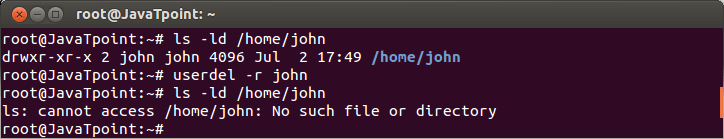 root@JavaTpoint: ~
root@JavaTpoint:~# ls -ld /home/john
drwxr-xr-x 2 john john 4096 Jul  2 17:49 /home/john
root@JavaTpoint:~# userdel -r john
root@JavaTpoint:~# ls -ld /home/john
ls: cannot access /home/john: No such file or directory
root@JavaTpoint:~#